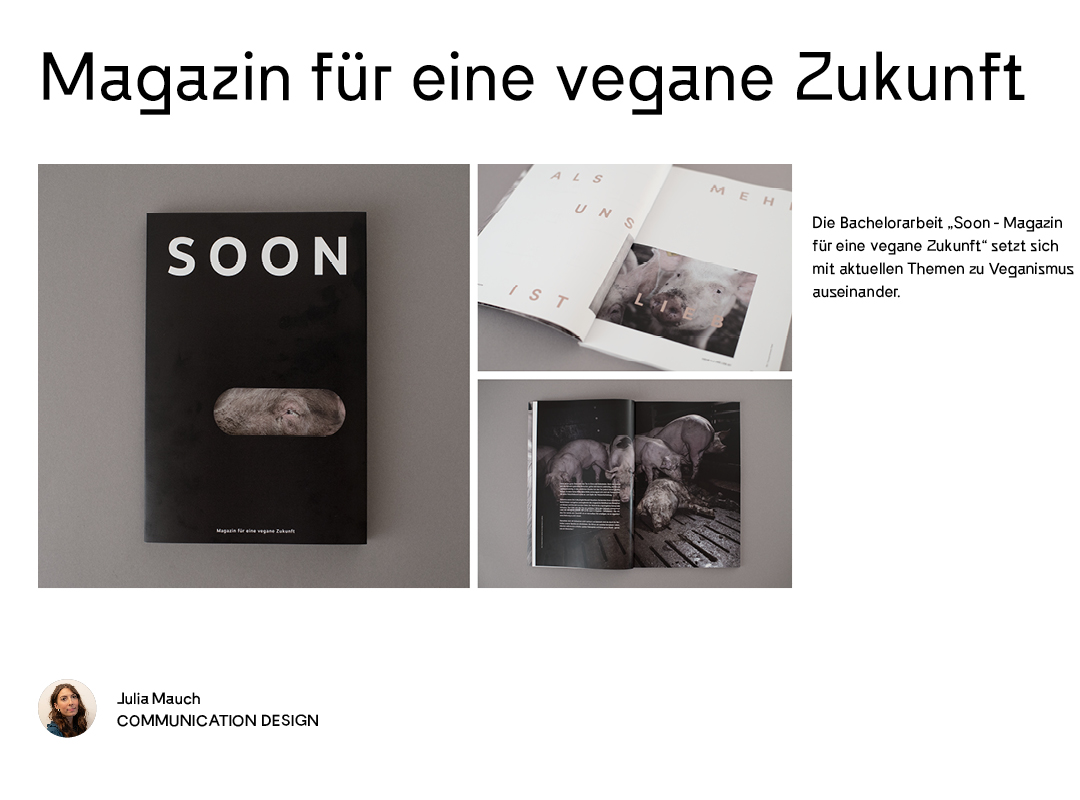 Magazin für eine vegane Zukunft
SOON
Magazin für eine vegane Zukunft
ALS
UNS
IST
MEH
LIEB
Die Bachelorarbeit „Soon - Magazin
für eine vegane Zukunft“ setzt sich
mit aktuellen Themen zu Veganismus
auseinander.
Julia Mauch
COMMUNICATION DESIGN